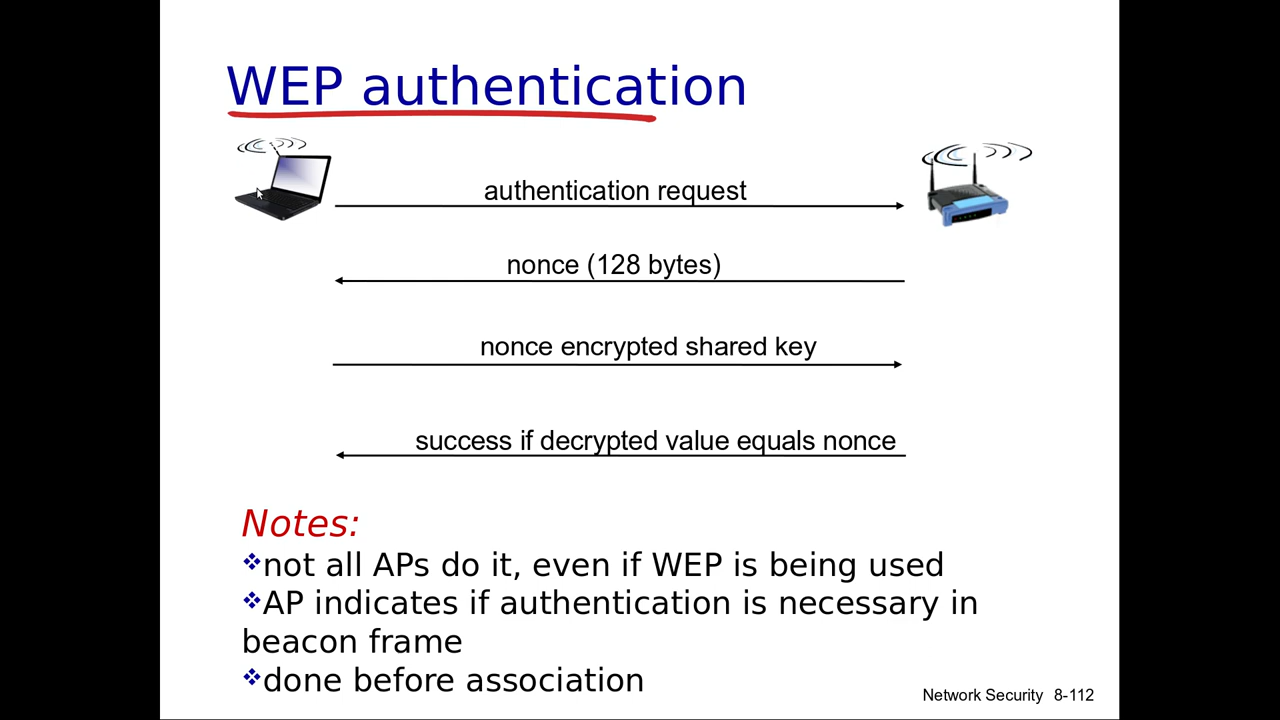 WEP authentication
authentication request
nonce (128 bytes)
nonce encrypted shared key
success if decrypted value equals nonce
Notes:
❖not all APs do it, even if WEP is being used
❖AP indicates if authentication is necessary in
beacon frame
❖done before association
Network Security 8-112